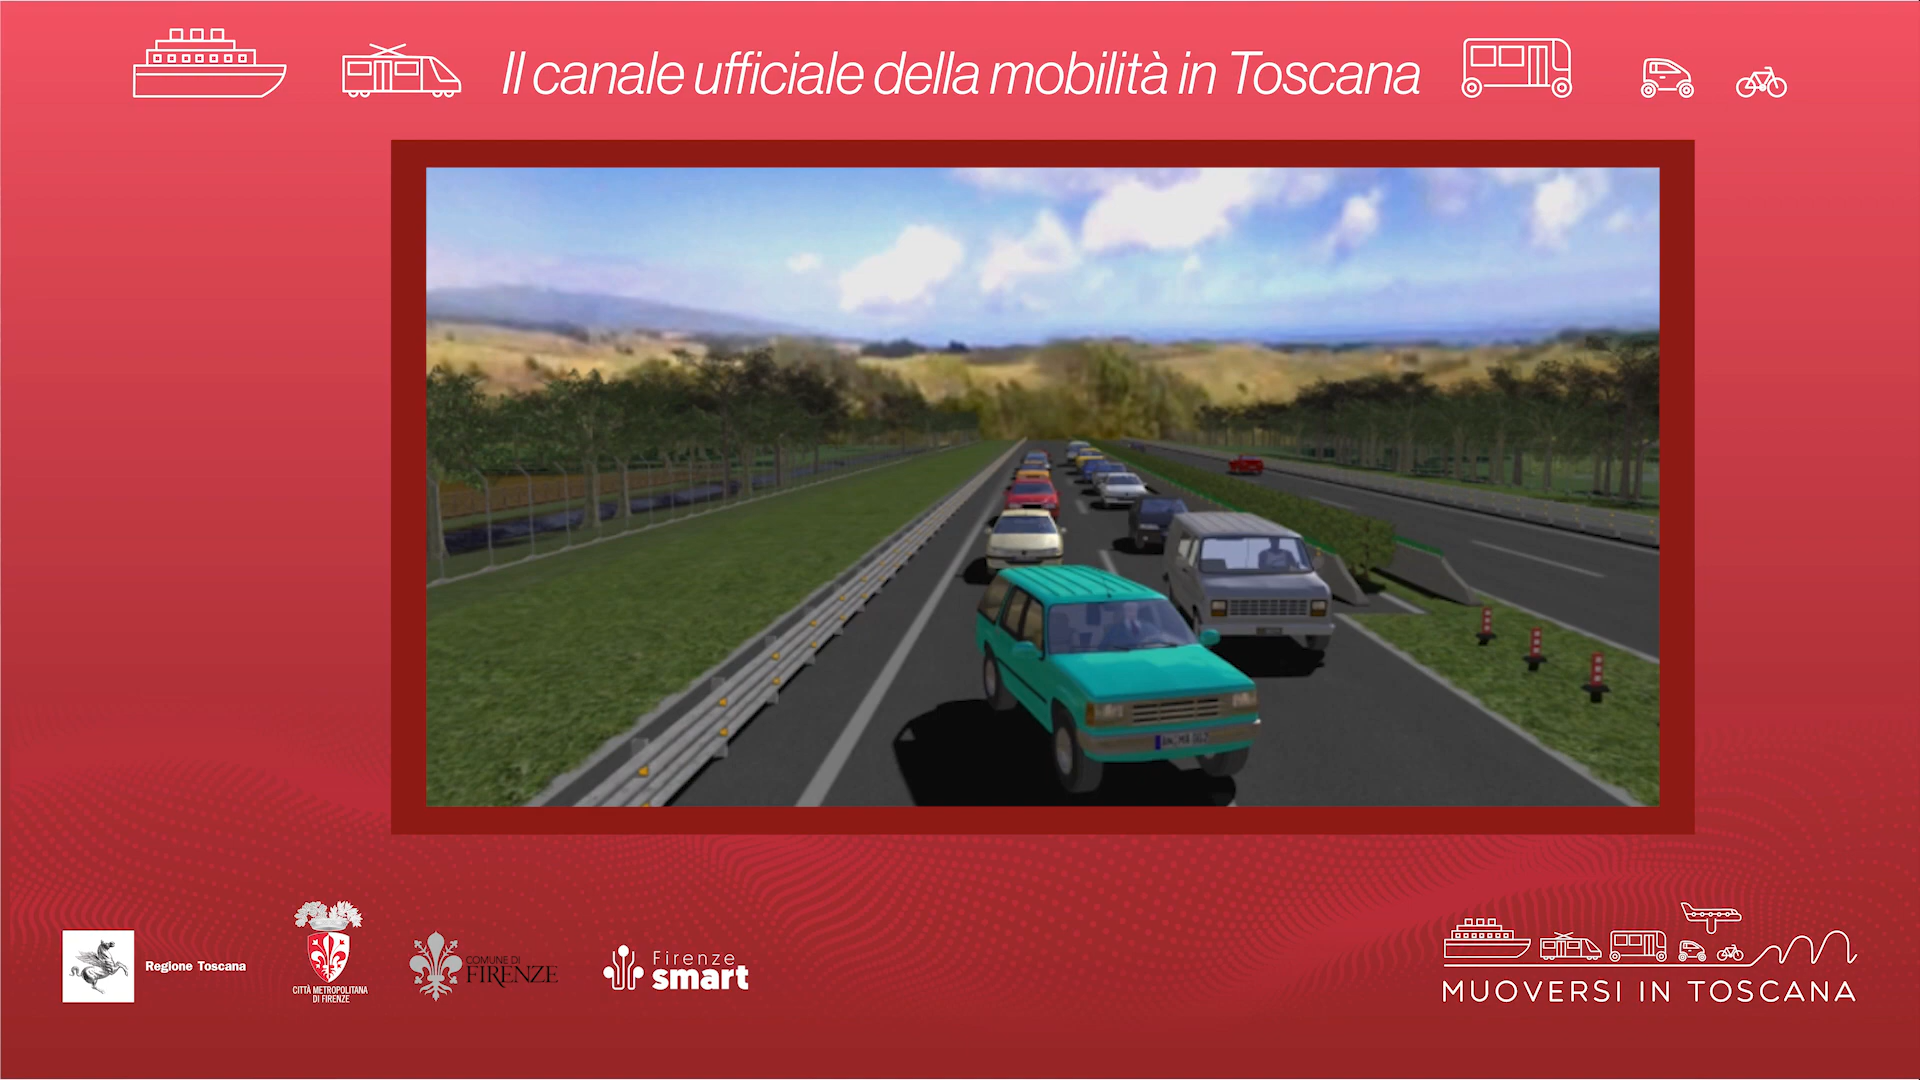 Il canale ufficiale della mobilità in Toscana
Regione Toscana
CITTÀ METROPOLITANA
DI FIRENZE
COMUNE DI
FIRENZE
Firenze
smart
MUOVERSI IN TOSCANA